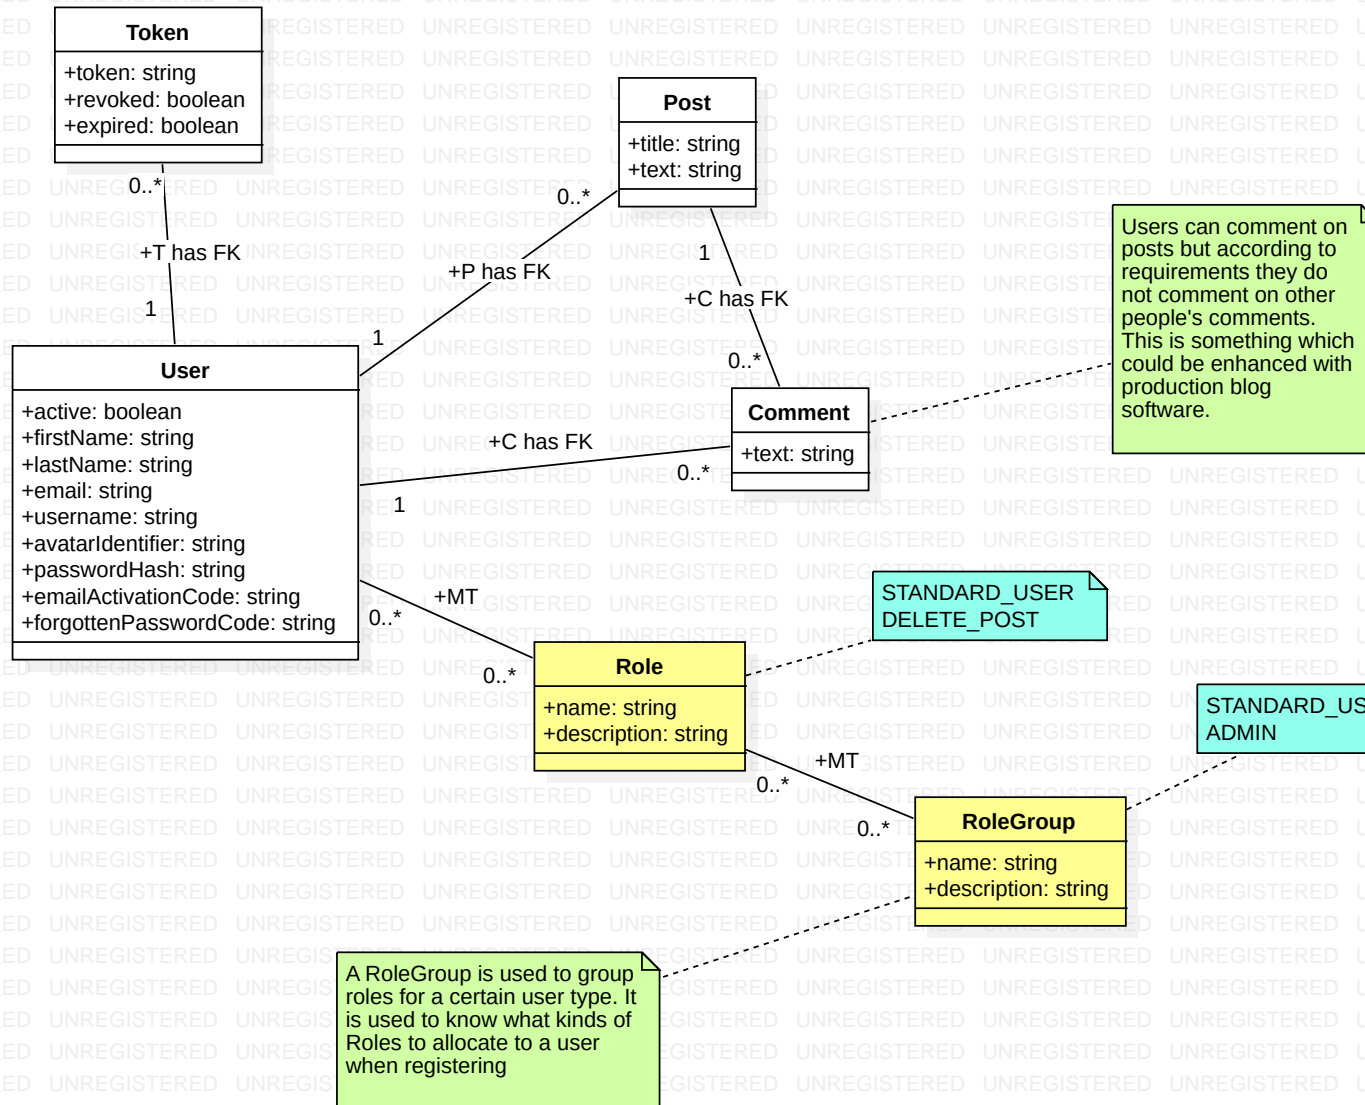 Token
+token: string
+revoked: boolean
+expired: boolean
0..*
+T has FK
1
Post
+title: string
+text: string
0..*
+P has FK
1
1
+C has FK
0..*
Users can comment on
posts but according to
requirements they do
not comment on other
people's comments.
This is something which
could be enhanced with
production blog
software.
User
+active: boolean
+firstName: string
+lastName: string
+email: string
+username: string
+avatarIdentifier: string
+passwordHash: string
+emailActivationCode: string
+forgottenPasswordCode: string
Comment
+text: string
+C has FK
0..*
1
+MT
0..*
0..*
STANDARD_USER
DELETE_POST
Role
+name: string
+description: string
STANDARD_US
ADMIN
+MT
0..*
0..*
RoleGroup
+name: string
+description: string
A RoleGroup is used to group
roles for a certain user type. It
is used to know what kinds of
Roles to allocate to a user
when registering
UNREGISTERED